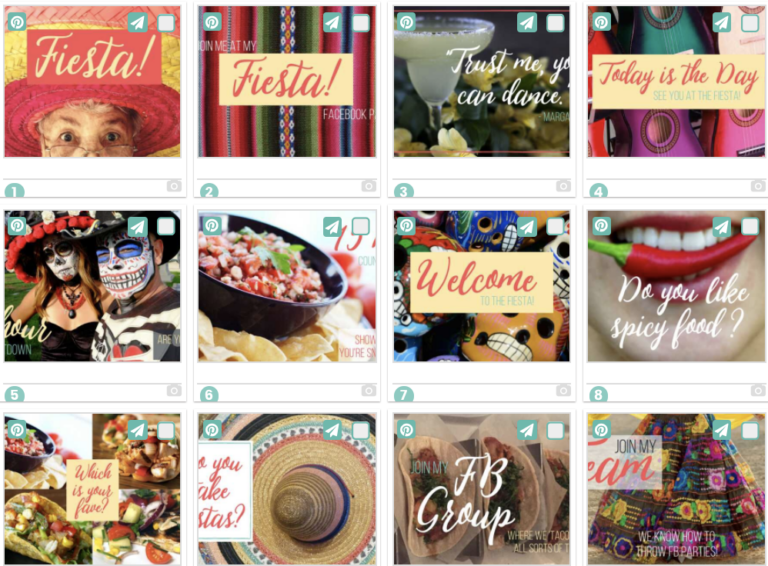 Fiesta!
JOIN ME AT MY
Fiesta!
FACEBOOK P
"Trust me, yo
can dance."
MARGA
Today is the Day
SEE YOU AT THE FIESTA!
1
2
3
4
hour
TDOWN
ARE Y
15
COUN
SHOW
YOU'RE SN
Welcome
TO THE FIESTA!
Do you like
spicy food?
5
6
7
8
Which
is your
fave?
o you
ake
stas?
JOIN MY
FB
Group
WHERE WE TACO
ALL SORTS OF T
JOIN MY
eam
WE KNOW HOW TO
THROW FB PARTIES!